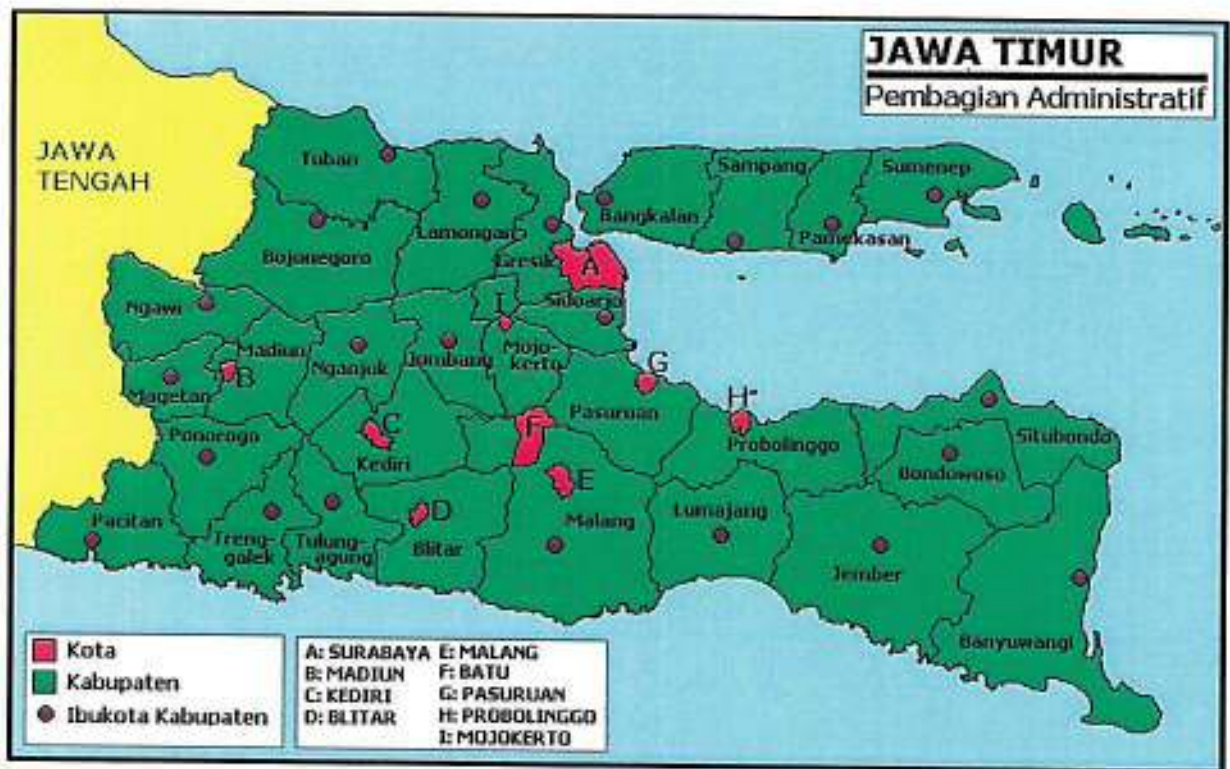 JAWA TIMUR
Pembagian Administratif
JAWA
TENGAH
Tuban
Sampang
Sumenep
Bangkalan
Pamekasan
Lamongan
Bojonegoro
Gresik
A
Ngawi
I
Sidoarjo
Madiun
Nganjuk
Jombang
Mojo-
kerto
G
B
Magetan
Pasuruan
H
Ponorogo
C
F
Probolinggo
Situbondo
Kediri
Bondowoso
E
Pacitan
D
Malang
Lumajang
Treng-
galek
Tulung-
agung
Blitar
Jember
Banyuwangi
Kota
Kabupaten
Ibukota Kabupaten
A: SURABAYA E: MALANG
B: MADIUN F: BATU
C: KEDIRI G: PASURUAN
D: BLITAR H: PROBOLINGGO
I: MOJOKERTO